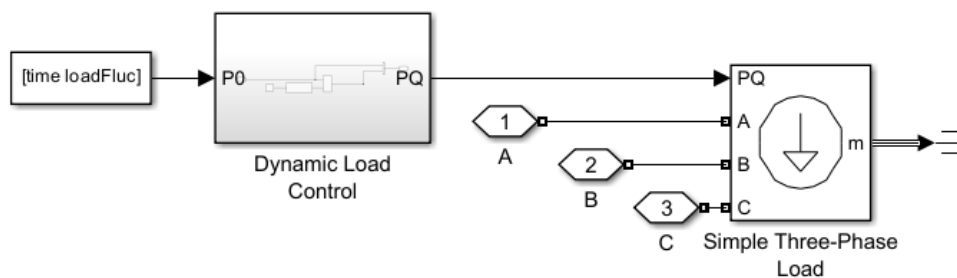 [time loadFluc]
P0
PQ
Dynamic Load
Control
1
A
2
B
3
C
PQ
A
B
C
m
Simple Three-Phase
Load